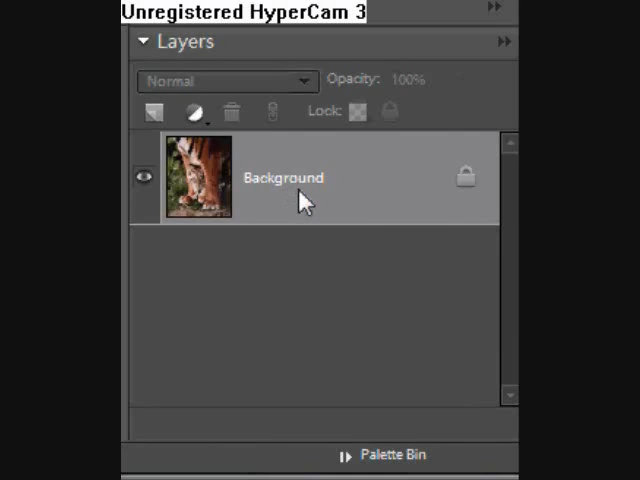 Unregistered HyperCam 3
Layers
Normal
Opacity: 100%
Lock:
Background
Palette Bin